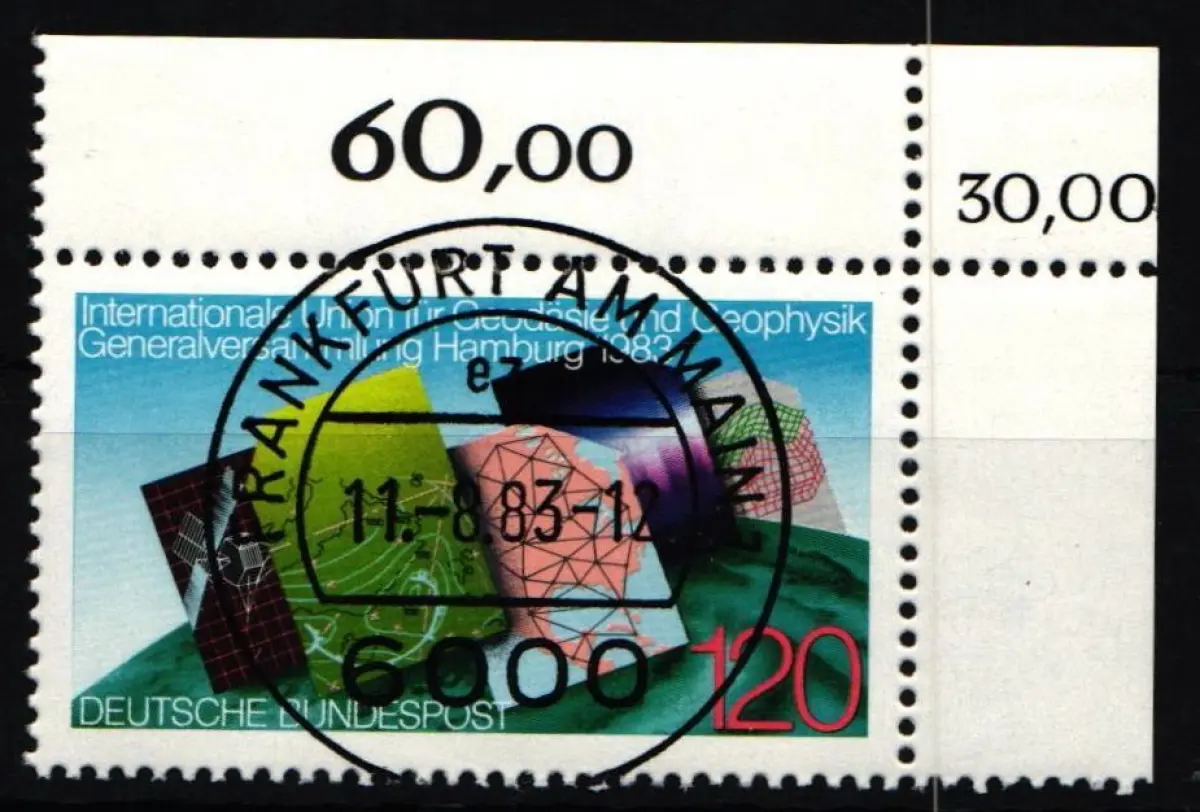 60,00
30,00
Internationale Union für Geodäsie und Geophysik
Generalversammlung Hamburg 1983
FRANKFURT AM MAIN
ez
11.-8.83-12
6000
DEUTSCHE BUNDESPOST
120